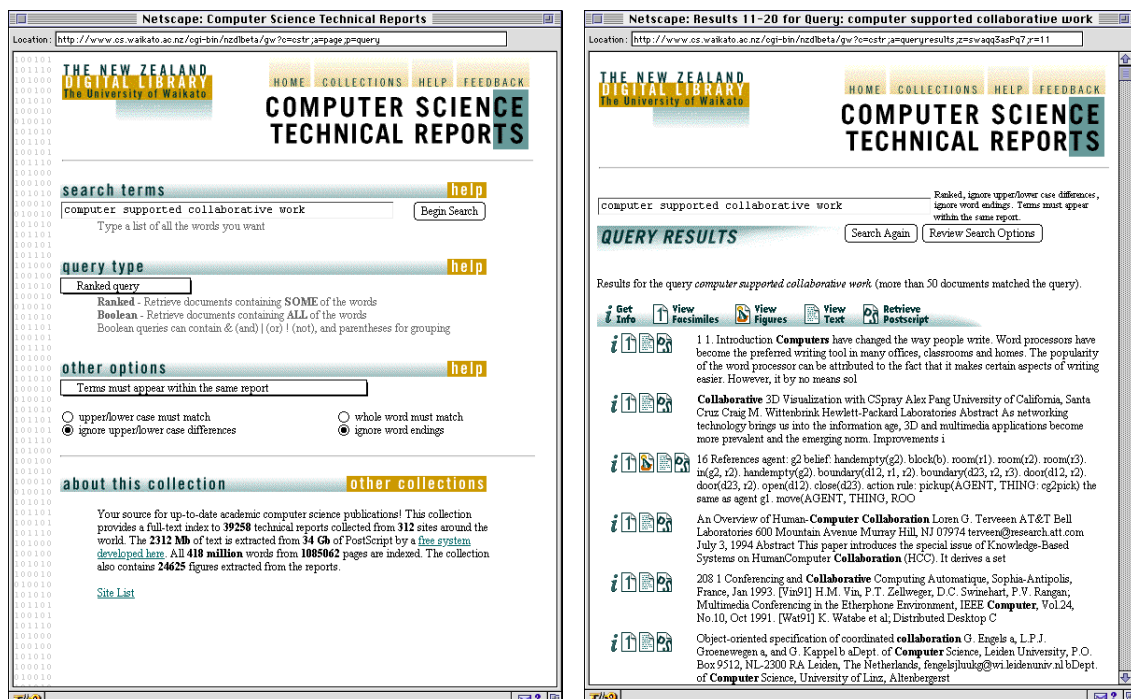 Netscape: Computer Science Technical Reports
Location: http://www.cs.waikato.ac.nz/cgi-bin/nzdlbeta/gw?c=cstr;a=page;p=query
THE NEW ZEALAND
DIGITAL LIBRARY
The University of Waikato
HOME COLLECTIONS HELP FEEDBACK
COMPUTER SCIENCE
TECHNICAL REPORTS
search terms help
computer supported collaborative work Begin Search
Type a list of all the words you want
query type help
Ranked query
Ranked - Retrieve documents containing SOME of the words
Boolean - Retrieve documents containing ALL of the words
Boolean queries can contain & (and) | (or) ! (not), and parentheses for grouping
other options help
Terms must appear within the same report
upper/lower case must match whole word must match
ignore upper/lower case differences ignore word endings
about this collection other collections
Your source for up-to-date academic computer science publications! This collection
provides a full-text index to 39258 technical reports collected from 312 sites around the
world. The 2312 Mb of text is extracted from 34 Gb of PostScript by a free system
developed here. All 418 million words from 1085062 pages are indexed. The collection
also contains 24625 figures extracted from the reports.
Site List
Netscape: Results 11-20 for Query: computer supported collaborative work
Location: http://www.cs.waikato.ac.nz/cgi-bin/nzdlbeta/gw?c=cstr;a=queryresults;z=swaqq3asPq7;r=11
THE NEW ZEALAND
DIGITAL LIBRARY
The University of Waikato
HOME COLLECTIONS HELP FEEDBACK
COMPUTER SCIENCE
TECHNICAL REPORTS
computer supported collaborative work
Ranked, ignore upper/lower case differences,
ignore word endings. Terms must appear
within the same report.
QUERY RESULTS Search Again Review Search Options
Results for the query computer supported collaborative work (more than 50 documents matched the query).
i Get Info View Facsimiles View Figures View Text Retrieve Postscript
1 1. Introduction Computers have changed the way people write. Word processors have
become the preferred writing tool in many offices, classrooms and homes. The popularity
of the word processor can be attributed to the fact that it makes certain aspects of writing
easier. However, it by no means sol
Collaborative 3D Visualization with CSpray Alex Pang University of California, Santa
Cruz Craig M. Wittenbrink Hewlett-Packard Laboratories Abstract As networking
technology brings us into the information age, 3D and multimedia applications become
more prevalent and the emerging norm. Improvements i
16 References agent: g2 belief: handempty(g2). block(b). room(r1). room(r2). room(r3).
in(g2, r2). handempty(g2). boundary(d12, r1, r2). boundary(d23, r2, r3). door(d12, r2).
door(d23, r2). open(d12). close(d23). action rule: pickup(AGENT, THING: cg2pick) the
same as agent g1. move(AGENT, THING, ROO
An Overview of Human-Computer Collaboration Loren G. Terveen AT&T Bell
Laboratories 600 Mountain Avenue Murray Hill, NJ 07974 terveen@research.att.com
July 3, 1994 Abstract This paper introduces the special issue of Knowledge-Based
Systems on HumanComputer Collaboration (HCC). It derives a set
208 1 Conferencing and Collaborative Computing Automatique, Sophia-Antipolis,
France, Jan 1993. [Vin91] H.M. Vin, P.T. Zellweger, D.C. Swinehart, P.V. Rangan;
Multimedia Conferencing in the Etherphone Environment, IEEE Computer, Vol.24,
No.10, Oct 1991. [Wat91] K. Watabe et al; Distributed Desktop C
Object-oriented specification of coordinated collaboration G. Engels a, L.P.J.
Groenewegen a, and G. Kappel b aDept. of Computer Science, Leiden University, P.O.
Box 9512, NL-2300 RA Leiden, The Netherlands, fengelsjluukg@wi.leidenuniv.nl bDept.
of Computer Science, University of Linz, Altenbergerst